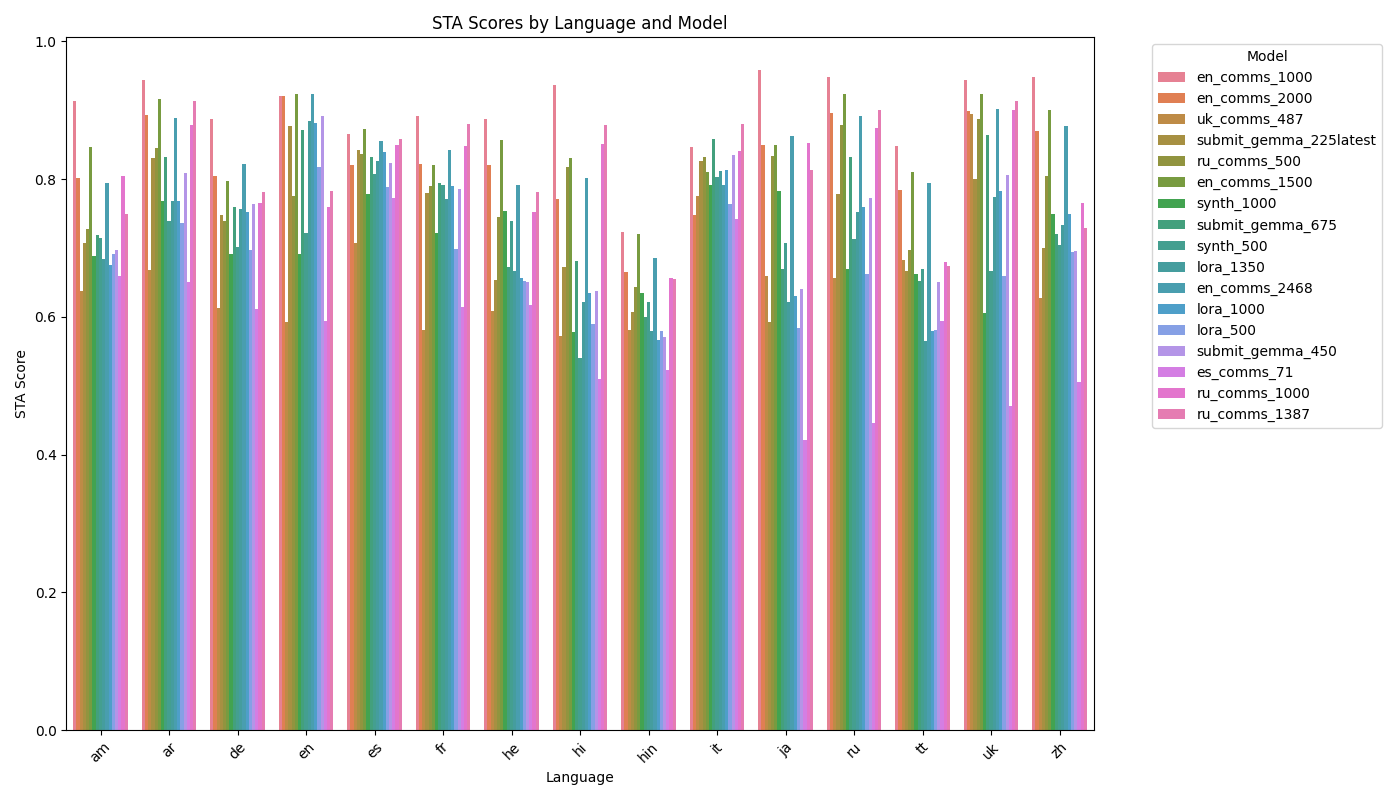 STA Scores by Language and Model
STA Score
1.0
0.8
0.6
0.4
0.2
0.0
am
ar
de
en
es
fr
he
hi
hin
it
ja
ru
tt
uk
zh
Language
Model
en_comms_1000
en_comms_2000
uk_comms_487
submit_gemma_225latest
ru_comms_500
en_comms_1500
synth_1000
submit_gemma_675
synth_500
lora_1350
en_comms_2468
lora_1000
lora_500
submit_gemma_450
es_comms_71
ru_comms_1000
ru_comms_1387